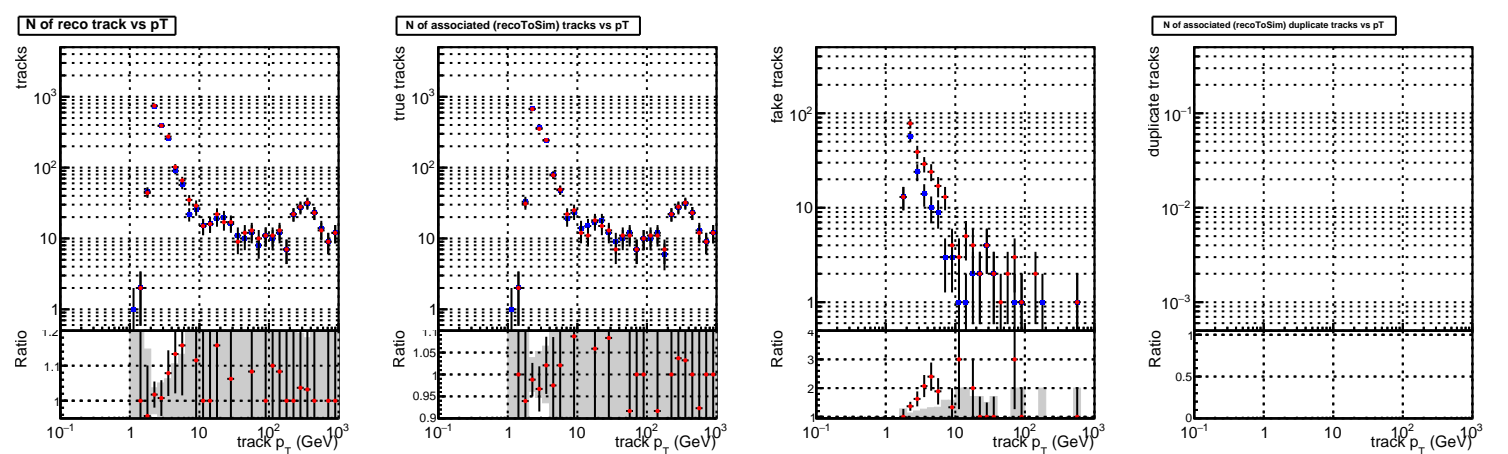 N of reco track vs pT
tracks
10³
10²
10
1
Ratio
1.2
1.1
1
10⁻¹ 1 10 10² 10³
track p_T (GeV)
N of associated (recoToSim) tracks vs pT
true tracks
10³
10²
10
1
Ratio
1.1
1.05
1
0.95
0.9
10⁻¹ 1 10 10² 10³
track p_T (GeV)
fake tracks
10²
10
1
Ratio
4
3
2
1
10⁻¹ 1 10 10² 10³
track p_T (GeV)
N of associated (recoToSim) duplicate tracks vs pT
duplicate tracks
10⁻¹
10⁻²
10⁻³
Ratio
1
0.5
0
10⁻¹ 1 10 10² 10³
track p_T (GeV)